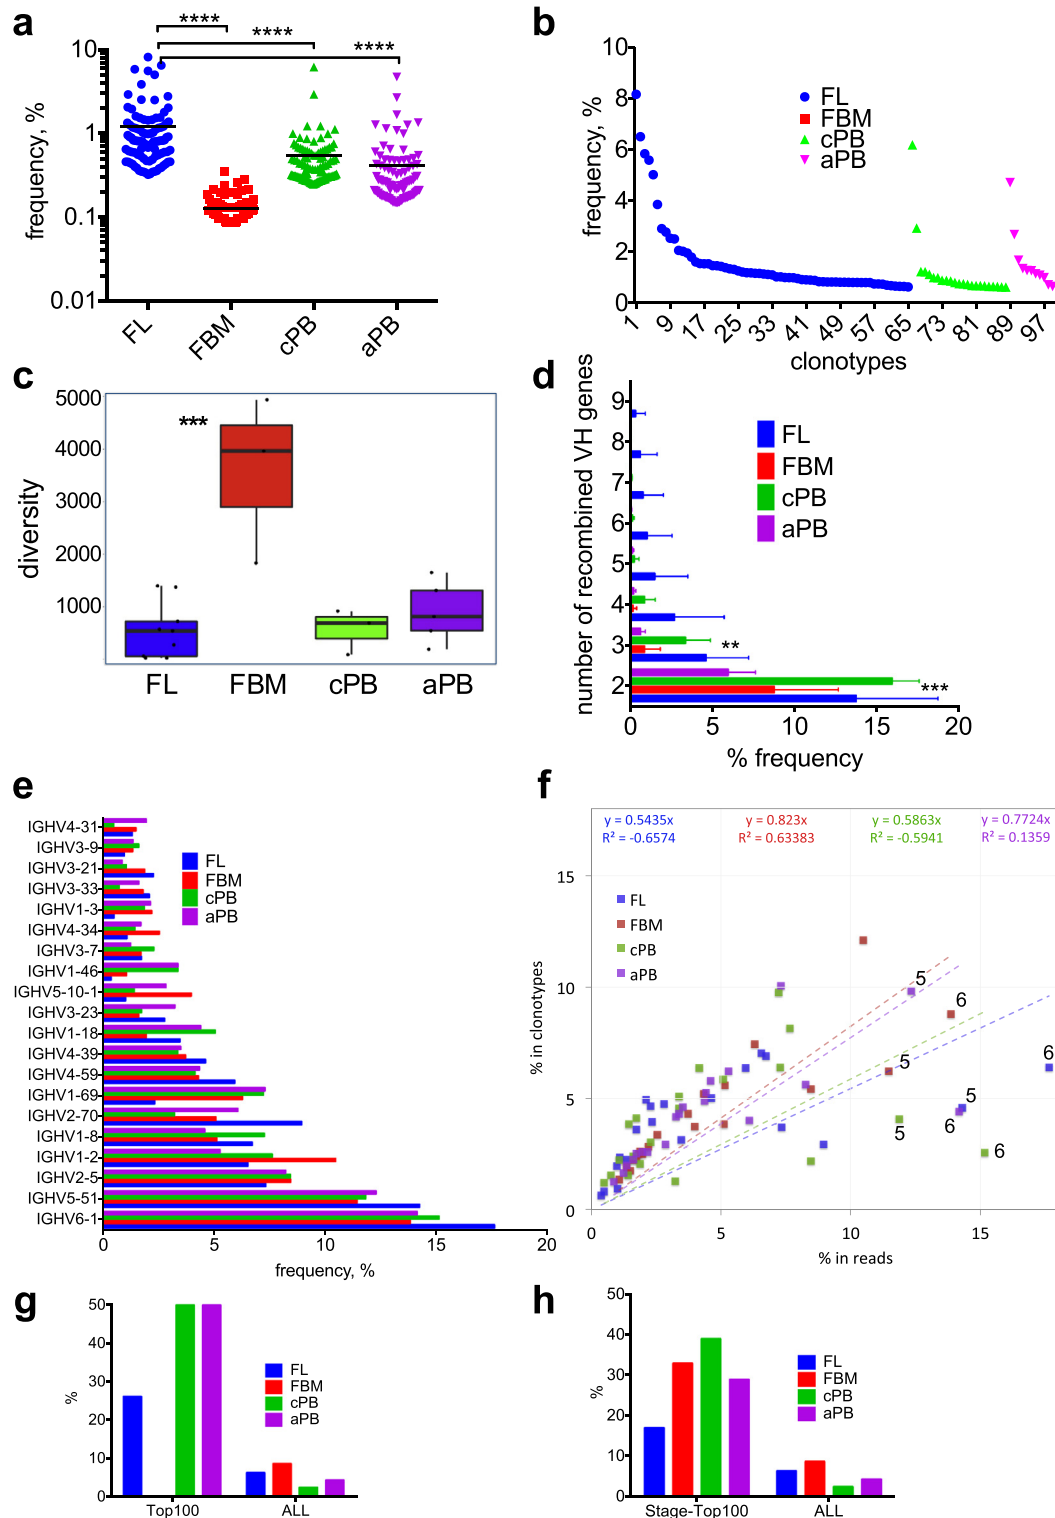 a
****
****
****
10
1
0.1
0.01
frequency, %
FL
FBM
cPB
aPB
b
10
8
6
4
2
0
frequency, %
FL
FBM
cPB
aPB
1
9
17
25
33
41
49
57
65
73
81
89
97
clonotypes
c
5000
4000
3000
2000
1000
diversity
***
FL
FBM
cPB
aPB
d
number of recombined VH genes
9
8
7
6
5
4
3
2
FL
FBM
cPB
aPB
**
***
0
5
10
15
20
% frequency
e
IGHV4-31
IGHV3-9
IGHV3-21
IGHV3-33
IGHV1-3
IGHV4-34
IGHV3-7
IGHV1-46
IGHV5-10-1
IGHV3-23
IGHV1-18
IGHV4-39
IGHV4-59
IGHV1-69
IGHV2-70
IGHV1-8
IGHV1-2
IGHV2-5
IGHV5-51
IGHV6-1
FL
FBM
cPB
aPB
0
5
10
15
20
frequency, %
f
y = 0.5435x
R² = -0.6574
y = 0.823x
R² = 0.63383
y = 0.5863x
R² = -0.5941
y = 0.7724x
R² = 0.1359
15
10
5
0
% in clonotypes
FL
FBM
cPB
aPB
5
6
5
6
5
6
5
6
0
5
10
15
% in reads
g
50
40
30
20
10
0
%
FL
FBM
cPB
aPB
Top100
ALL
h
50
40
30
20
10
0
%
FL
FBM
cPB
aPB
Stage-Top100
ALL